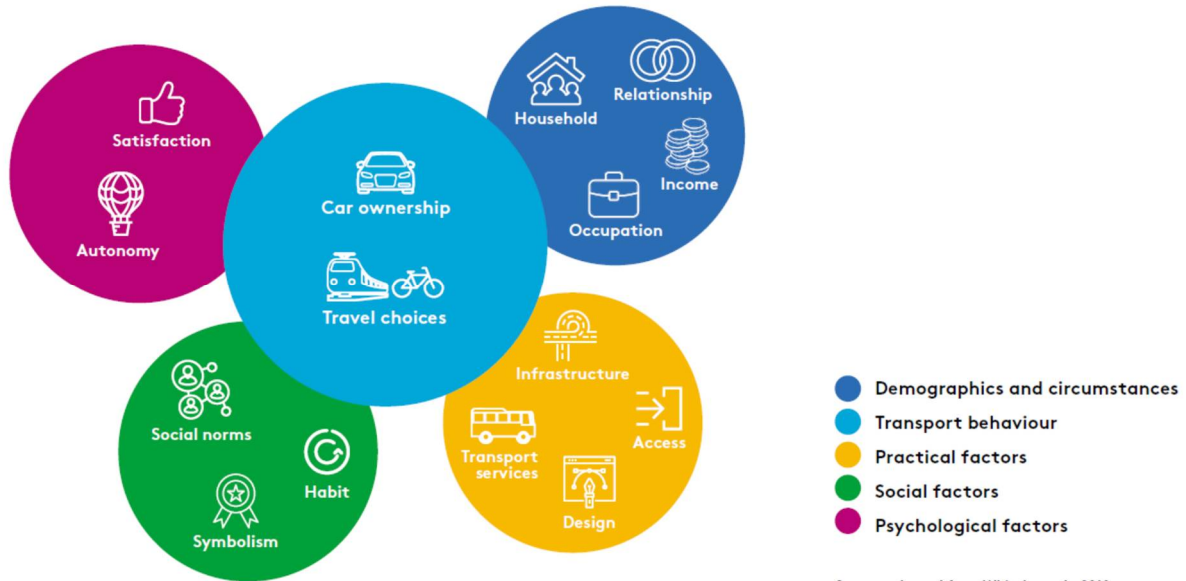 Satisfaction
Autonomy
Car ownership
Travel choices
Household
Relationship
Income
Occupation
Social norms
Habit
Symbolism
Infrastructure
Access
Transport
services
Design
Demographics and circumstances
Transport behaviour
Practical factors
Social factors
Psychological factors